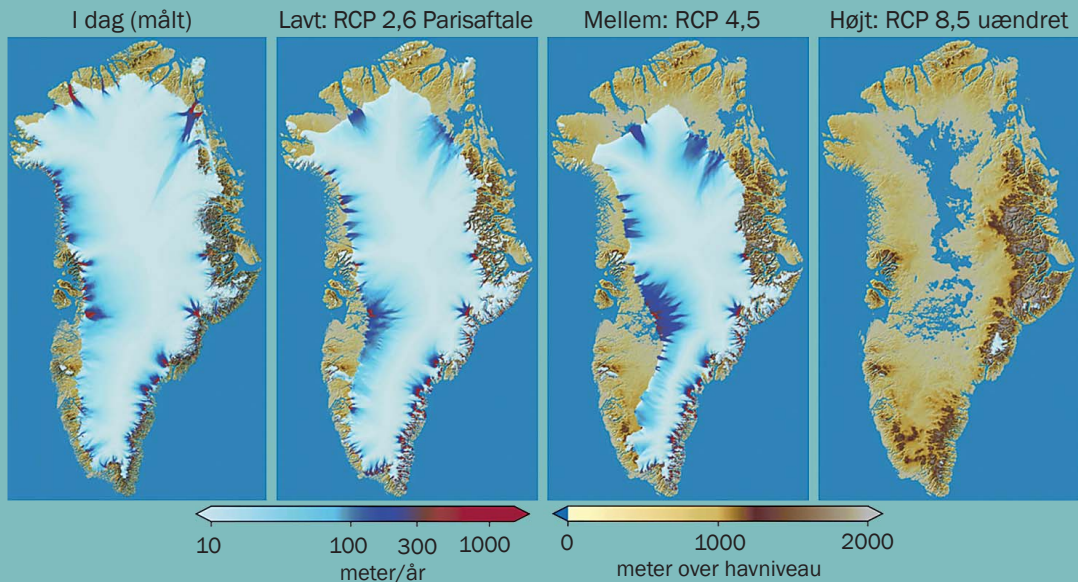 I dag (målt)
Lavt: RCP 2,6 Parisaftale
Mellem: RCP 4,5
Højt: RCP 8,5 uændret
10 100 300 1000
meter/år
0 1000 2000
meter over havniveau